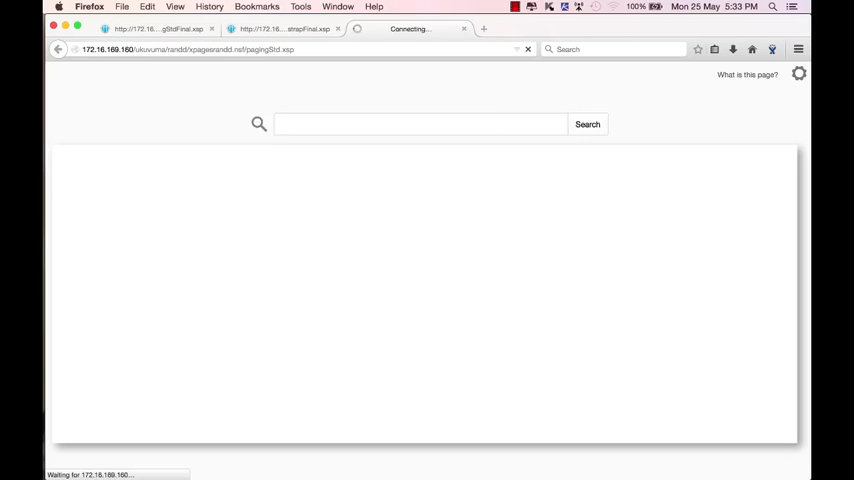 Firefox File Edit View History Bookmarks Tools Window Help 100% Mon 25 May 5:33 PM
http://172.16....gStdFinal.xsp http://172.16....strapFinal.xsp Connecting...
172.16.169.160/ukuvuma/randd/xpagesrandd.nsf/pagingStd.xsp Search
What is this page?
Search
Waiting for 172.16.169.160...